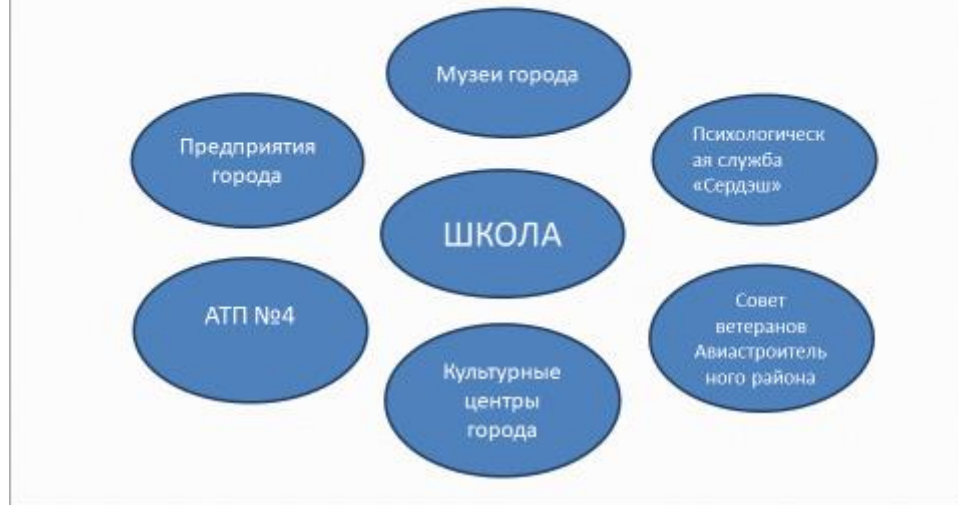 Музеи города
Предприятия
города
Психологическ
ая служба
«Сердэш»
ШКОЛА
АТП №4
Совет
ветеранов
Авиастроитель
ного района
Культурные
центры
города